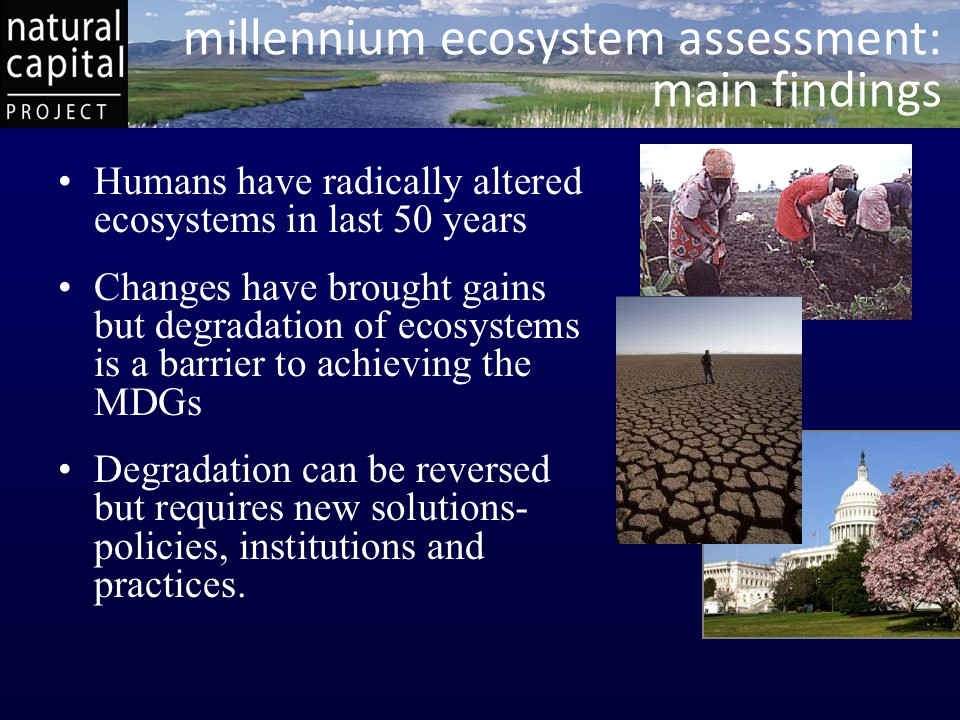 natural
capital
PROJECT
millennium ecosystem assessment:
main findings
• Humans have radically altered
ecosystems in last 50 years
• Changes have brought gains
but degradation of ecosystems
is a barrier to achieving the
MDGs
• Degradation can be reversed
but requires new solutions-
policies, institutions and
practices.